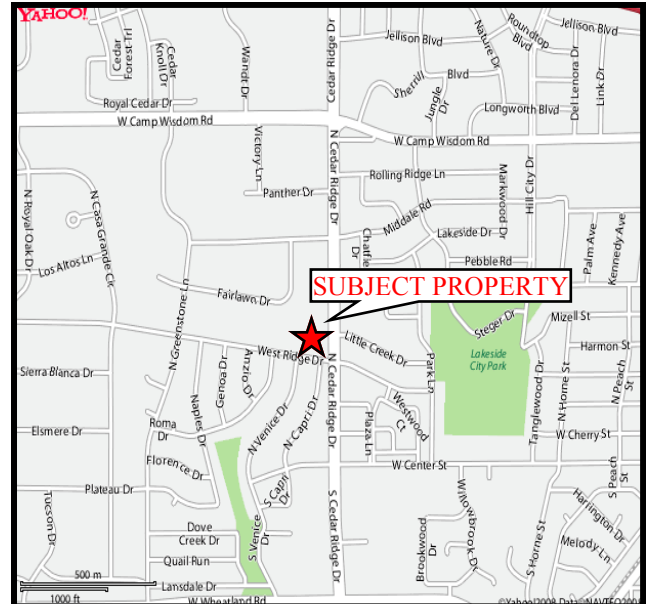 YAHOO!
Cedar Forest Trl
Cedar Knoll Dr
Wandt Dr
Cedar Ridge Dr
Jellison Blvd
Nature Dr
Roundtop Blvd
Jellison Blvd
Sherrill Blvd
Jungle Dr
Longworth Blvd
Del Lenora Dr
Link Dr
Royal Cedar Dr
W Camp Wisdom Rd
W Camp Wisdom Rd
Victory Ln
N Cedar Ridge Dr
Rolling Ridge Ln
Markwood Dr
Hill City Dr
Panther Dr
Middale Rd
Lakeside Dr
N Royal Oak Dr
N Casa Grande Cir
Los Altos Ln
N Greenstone Ln
Fairlawn Dr
Pebble Rd
Palm Ave
Kennedy Ave
SUBJECT PROPERTY
Steger Dr
Mizell St
West Ridge Dr
Little Creek Dr
Park Ln
Lakeside
City Park
Harmon St
Sierra Blanca Dr
Genoa Dr
Anzio Dr
N Cedar Ridge Dr
Tanglewood Dr
N Horne St
N Peach St
Elsmere Dr
Roma Dr
Naples Dr
N Venice Dr
N Capri Dr
Plaza Ln
Westwood Ct
W Cherry St
Florence Dr
W Center St
Plateau Dr
S Capri Dr
S Cedar Ridge Dr
Willowbrook Dr
S Peach St
Tucson Dr
Dove Creek Dr
S Venice Dr
Brookwood Dr
S Horne St
Harrington Dr
Melody Ln
Quail Run
500 m
Lansdale Dr
1000 ft
W Wheatland Rd